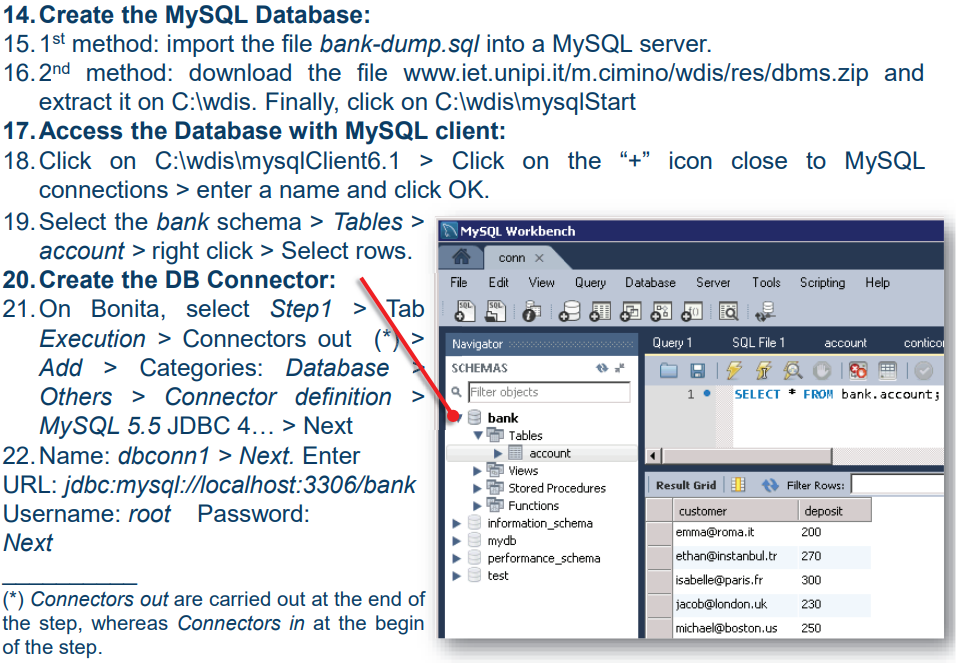 14. Create the MySQL Database:
15. 1st method: import the file bank-dump.sql into a MySQL server.
16. 2nd method: download the file www.iet.unipi.it/m.cimino/wdis/res/dbms.zip and
extract it on C:\wdis. Finally, click on C:\wdis\mysqlStart
17. Access the Database with MySQL client:
18. Click on C:\wdis\mysqlClient6.1 > Click on the “+” icon close to MySQL
connections > enter a name and click OK.
19. Select the bank schema > Tables >
account > right click > Select rows.
20. Create the DB Connector:
21. On Bonita, select Step1 > Tab
Execution > Connectors out (*) >
Add > Categories: Database >
Others > Connector definition >
MySQL 5.5 JDBC 4… > Next
22. Name: dbconn1 > Next. Enter
URL: jdbc:mysql://localhost:3306/bank
Username: root Password:
Next
(*) Connectors out are carried out at the end of
the step, whereas Connectors in at the begin
of the step.
MySQL Workbench
conn
File Edit View Query Database Server Tools Scripting Help
Navigator
SCHEMAS
Filter objects
bank
Tables
account
Views
Stored Procedures
Functions
information_schema
mydb
performance_schema
test
Query 1 SQL File 1 account conticor
1 SELECT * FROM bank.account;
Result Grid Filter Rows:
customer deposit
emma@roma.it 200
ethan@instanbul.tr 270
isabelle@paris.fr 300
jacob@london.uk 230
michael@boston.us 250